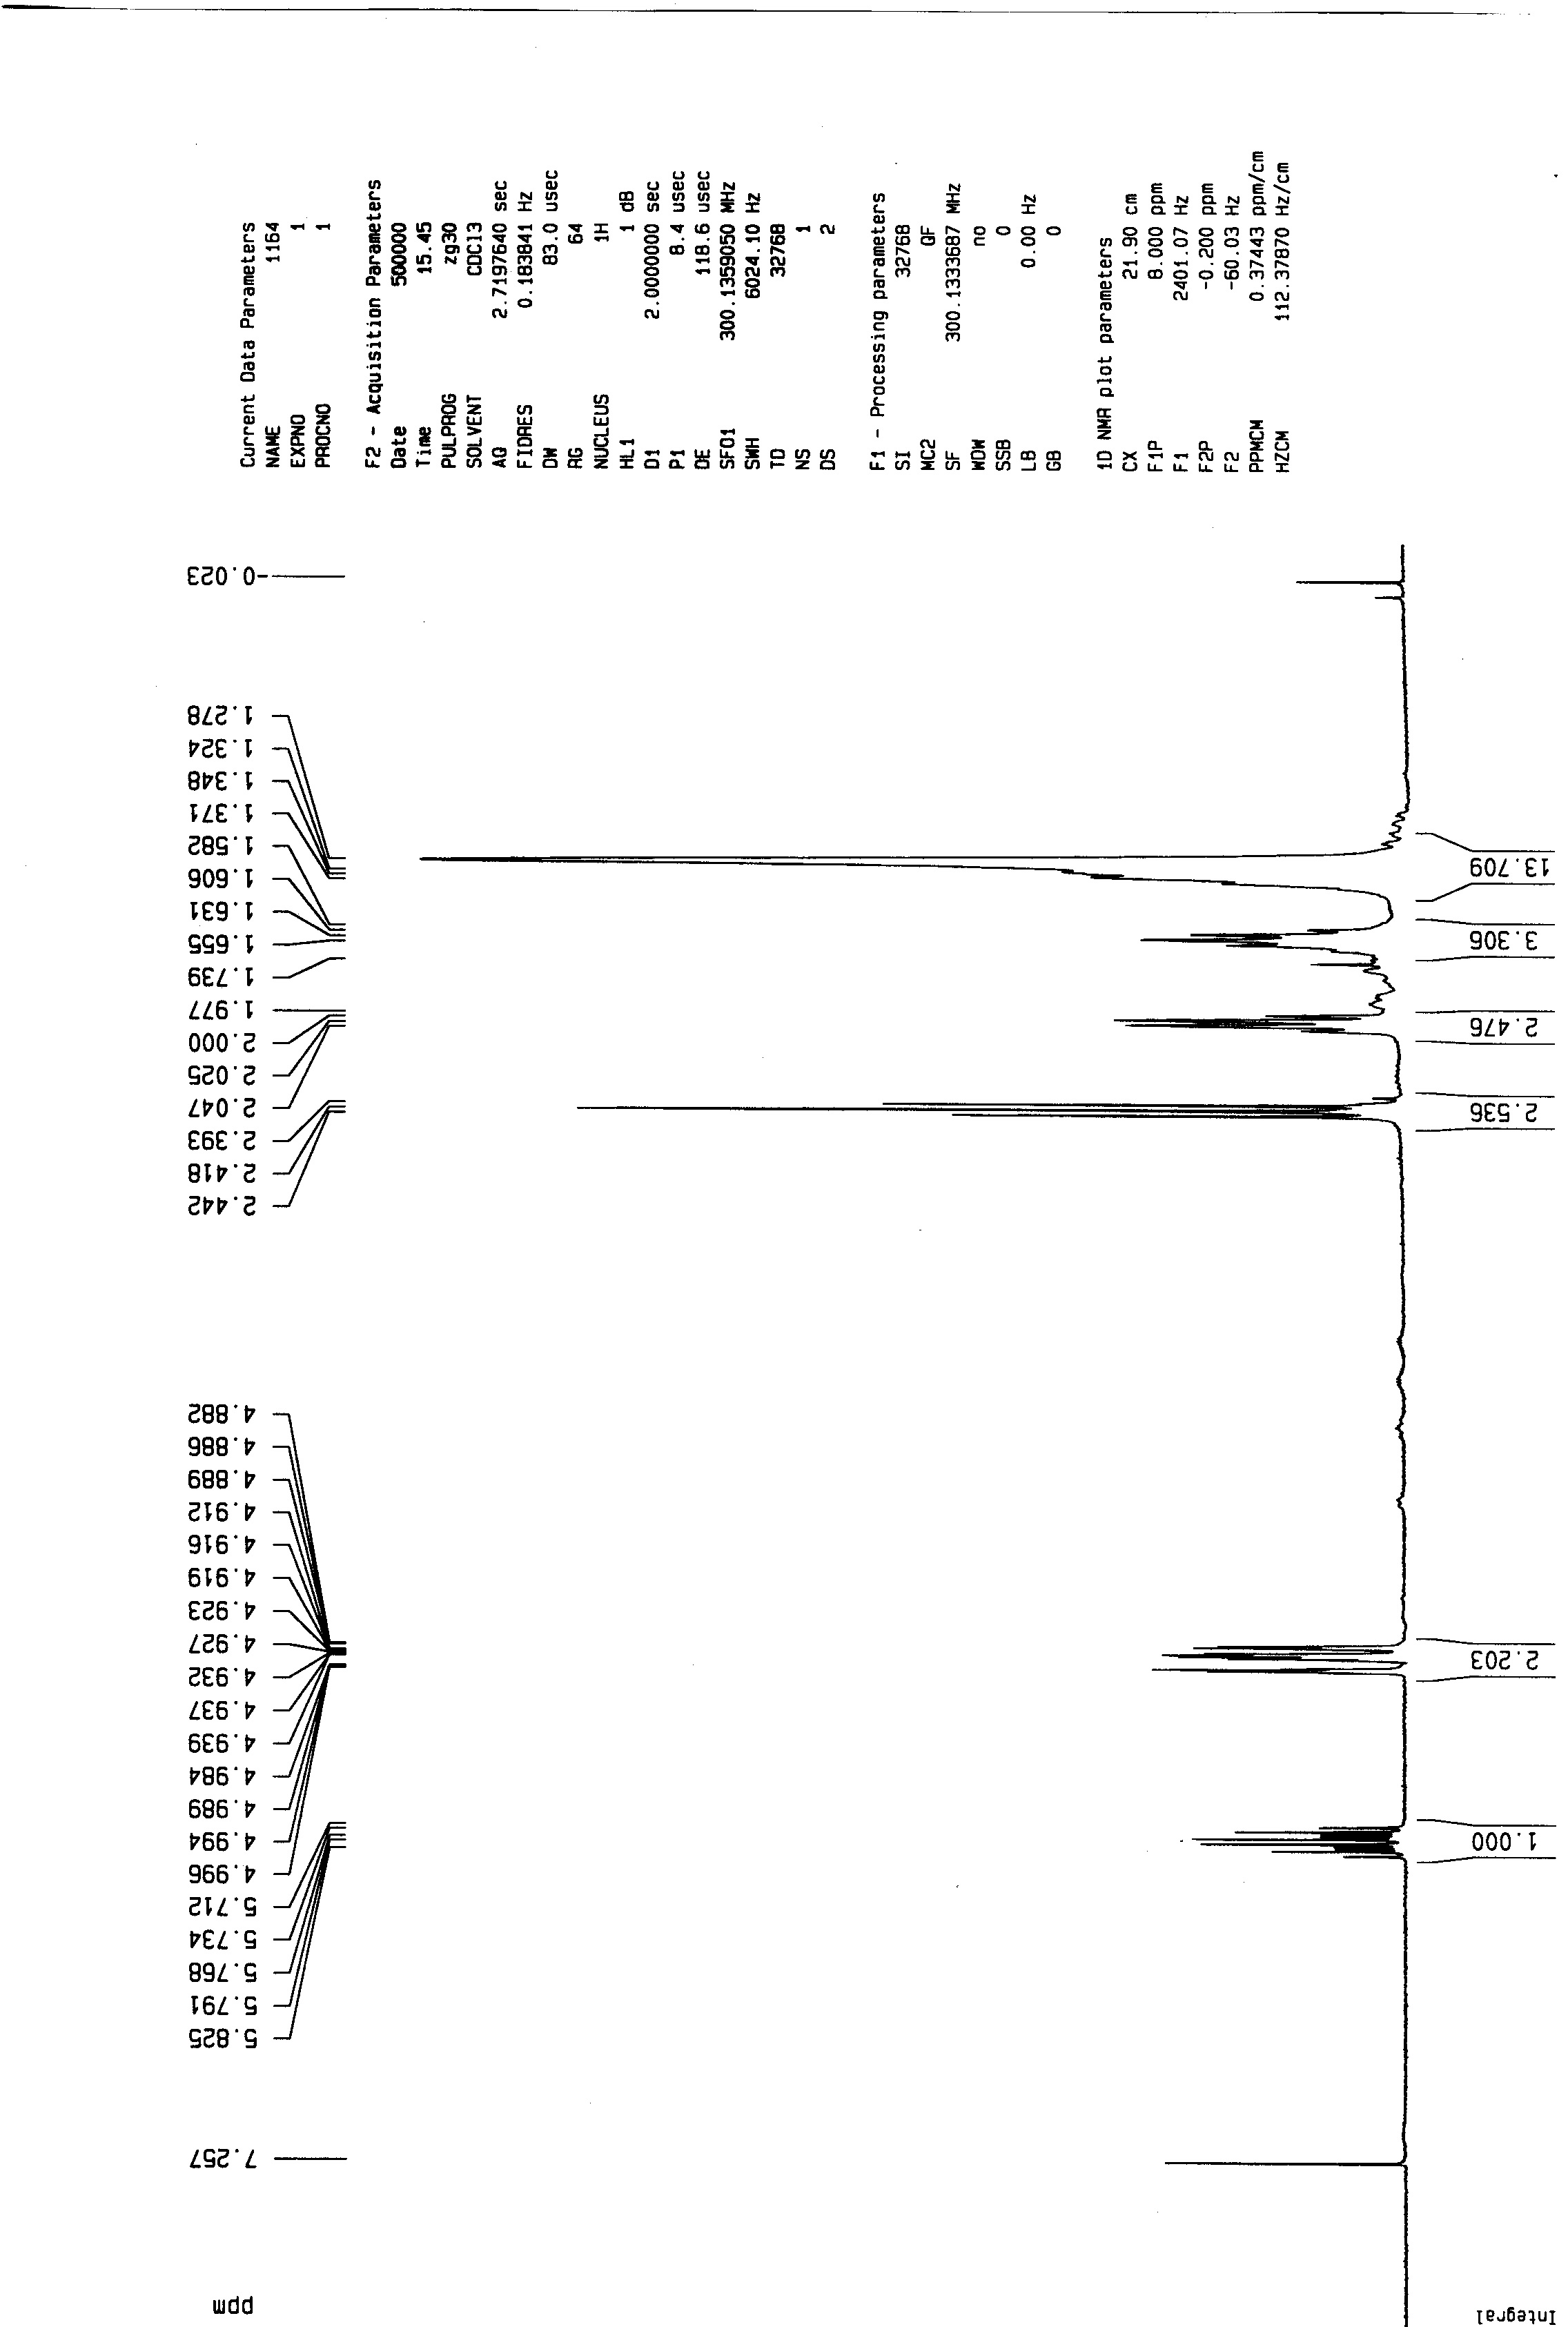 Current Data Parameters
NAME 1164
EXPNO 1
PROCNO 1
F2 - Acquisition Parameters
Date 500000
Time 15.45
PULPROG zg30
SOLVENT CDCl3
AQ 2.7197640 sec
FIDRES 0.183841 Hz
DW 83.0 usec
RG 64
NUCLEUS 1H
HL1 1 dB
D1 2.0000000 sec
P1 8.4 usec
DE 118.6 usec
SFO1 300.1359050 MHz
SWH 6024.10 Hz
TD 32768
NS 1
DS 2
F1 - Processing parameters
SI 32768
MC2 QF
SF 300.1333687 MHz
WDW no
SSB 0
LB 0.00 Hz
GB 0
1D NMR plot parameters
CX 21.90 cm
F1P 8.000 ppm
F1 2401.07 Hz
F2P -0.200 ppm
F2 -60.03 Hz
PPMCM 0.37443 ppm/cm
HZCM 112.37870 Hz/cm
-0.023
1.278
1.324
1.348
1.371
1.582
1.606
1.631
1.655
1.739
1.977
2.000
2.025
2.047
2.393
2.418
2.442
4.882
4.886
4.889
4.912
4.916
4.919
4.923
4.927
4.932
4.937
4.939
4.984
4.989
4.994
4.996
5.712
5.734
5.768
5.791
5.825
7.257
ppm
13.709
3.306
2.476
2.536
2.203
1.000
Integral